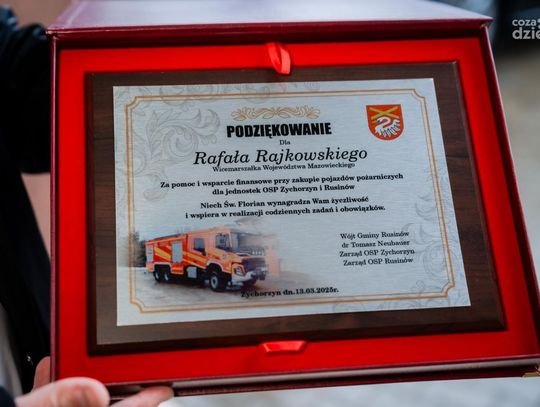 coza
dzie
PODZIĘKOWANIE
Dla
Rafała Rajkowskiego
Wicemarszałka Województwa Mazowieckiego
Za pomoc i wsparcie finansowe przy zakupie pojazdów pożarniczych
dla jednostek OSP Zychorzyn i Rusinów
Niech Św. Florian wynagradza Wam życzliwość
i wspiera w realizacji codziennych zadań i obowiązków.
Wójt Gminy Rusinów
dr Tomasz Neubauer
Zarząd OSP Zychorzyn
Zarząd OSP Rusinów
Zychorzyn dn.13.03.2025r.